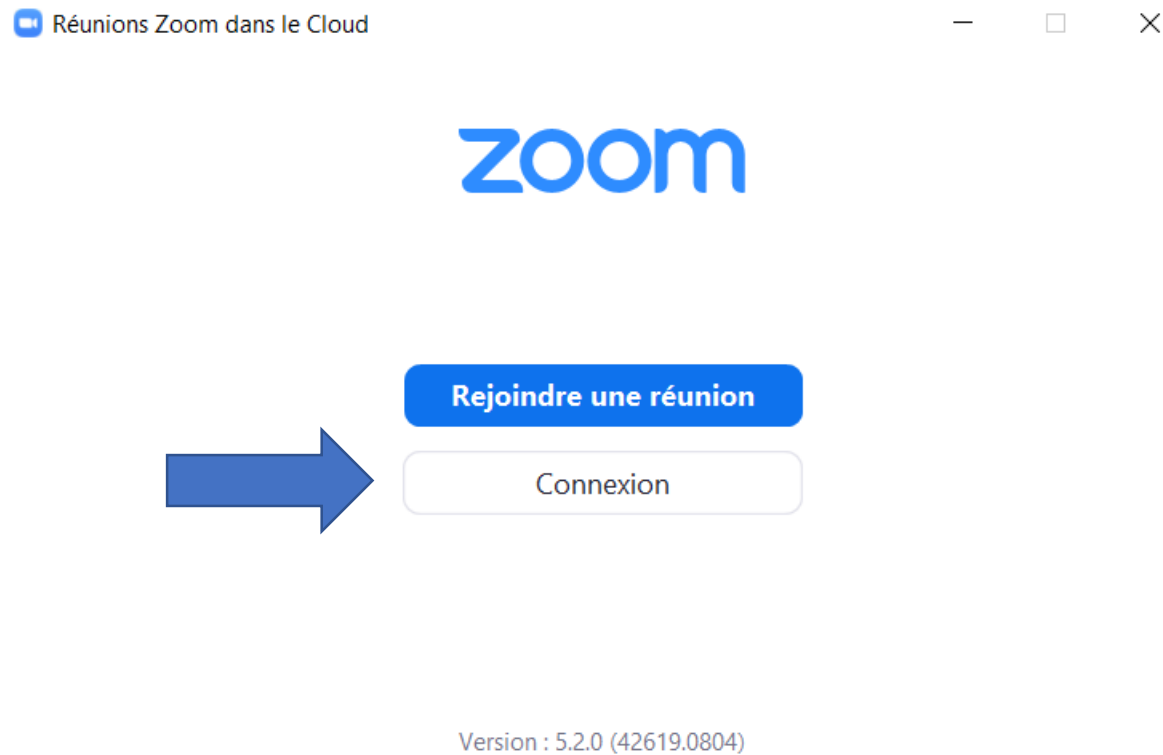 Réunions Zoom dans le Cloud
zoom
Rejoindre une réunion
Connexion
Version : 5.2.0 (42619.0804)